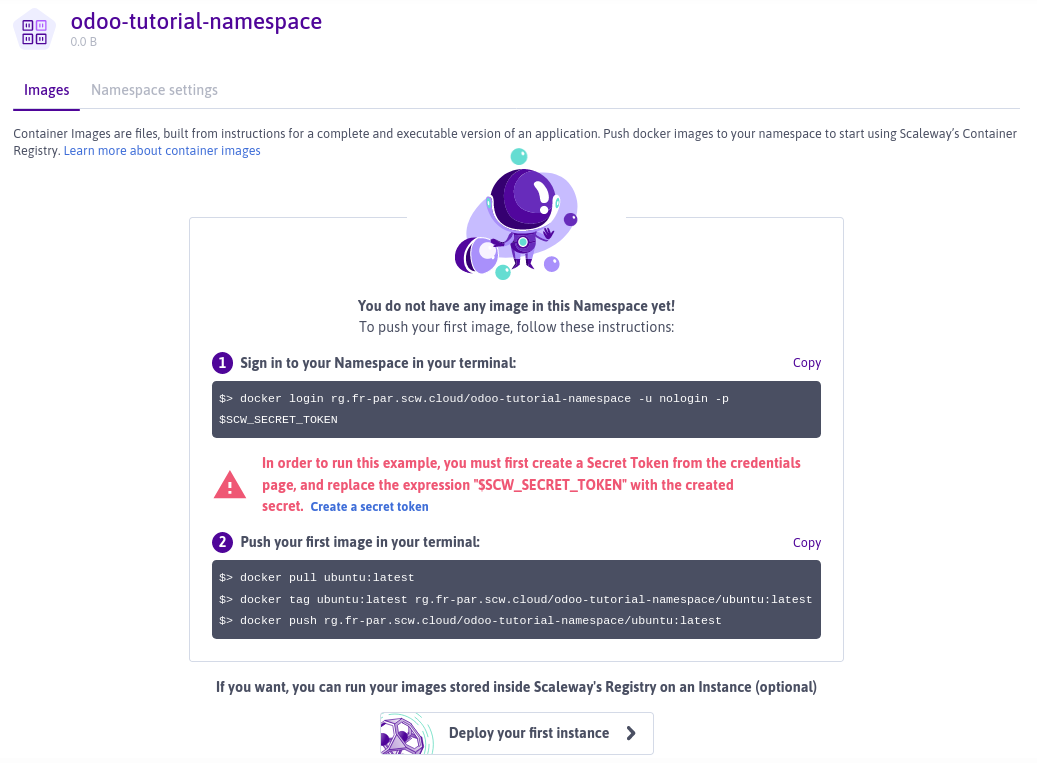 odoo-tutorial-namespace
0.0 B
Images
Namespace settings
Container Images are files, built from instructions for a complete and executable version of an application. Push docker images to your namespace to start using Scaleway’s Container
Registry. Learn more about container images
You do not have any image in this Namespace yet!
To push your first image, follow these instructions:
1 Sign in to your Namespace in your terminal:
Copy
$> docker login rg.fr-par.scw.cloud/odoo-tutorial-namespace -u nologin -p
$SCW_SECRET_TOKEN
In order to run this example, you must first create a Secret Token from the credentials
page, and replace the expression "$SCW_SECRET_TOKEN" with the created
secret. Create a secret token
2 Push your first image in your terminal:
Copy
$> docker pull ubuntu:latest
$> docker tag ubuntu:latest rg.fr-par.scw.cloud/odoo-tutorial-namespace/ubuntu:latest
$> docker push rg.fr-par.scw.cloud/odoo-tutorial-namespace/ubuntu:latest
If you want, you can run your images stored inside Scaleway's Registry on an Instance (optional)
Deploy your first instance